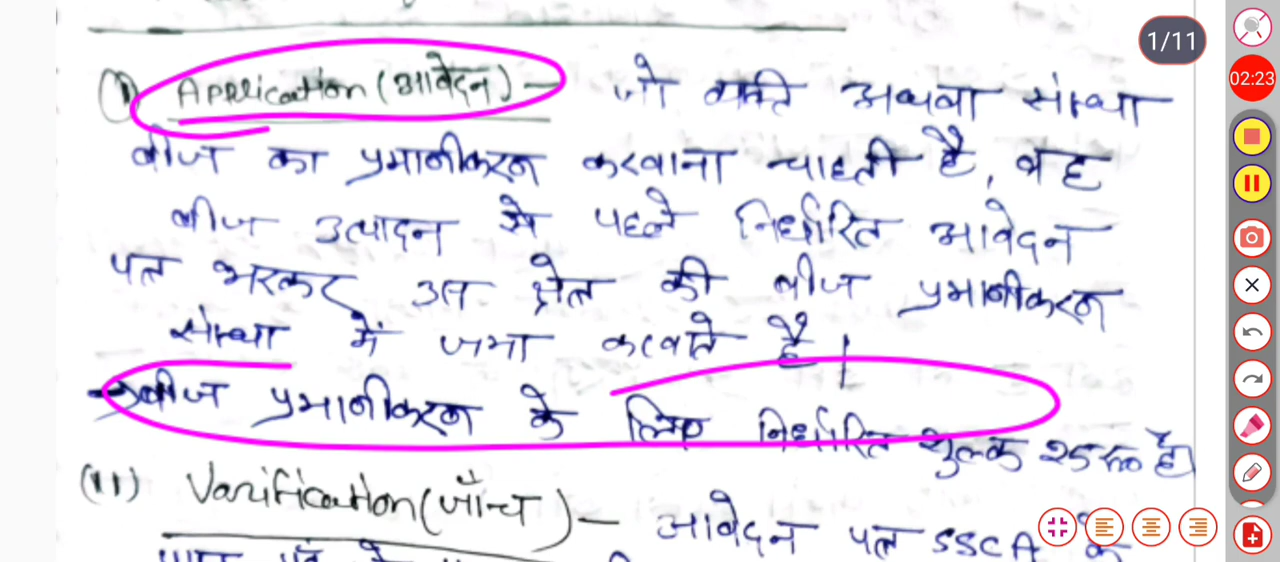 1/11
02:23
(I) Application (आवेदन) - जो व्यक्ति अथवा संस्था
बीज का प्रमाणीकरण करवाना चाहती है, वह
बीज उत्पादन से पहले निर्धारित आवेदन
पत्र भरकर उस क्षेत्र की बीज प्रमाणीकरण
संस्था में जमा करवाते है।
→ बीज प्रमाणीकरण के लिए निर्धारित शुल्क 25 रू० है।
(II) Varification (जाँच) - आवेदन पत्र SSCA के